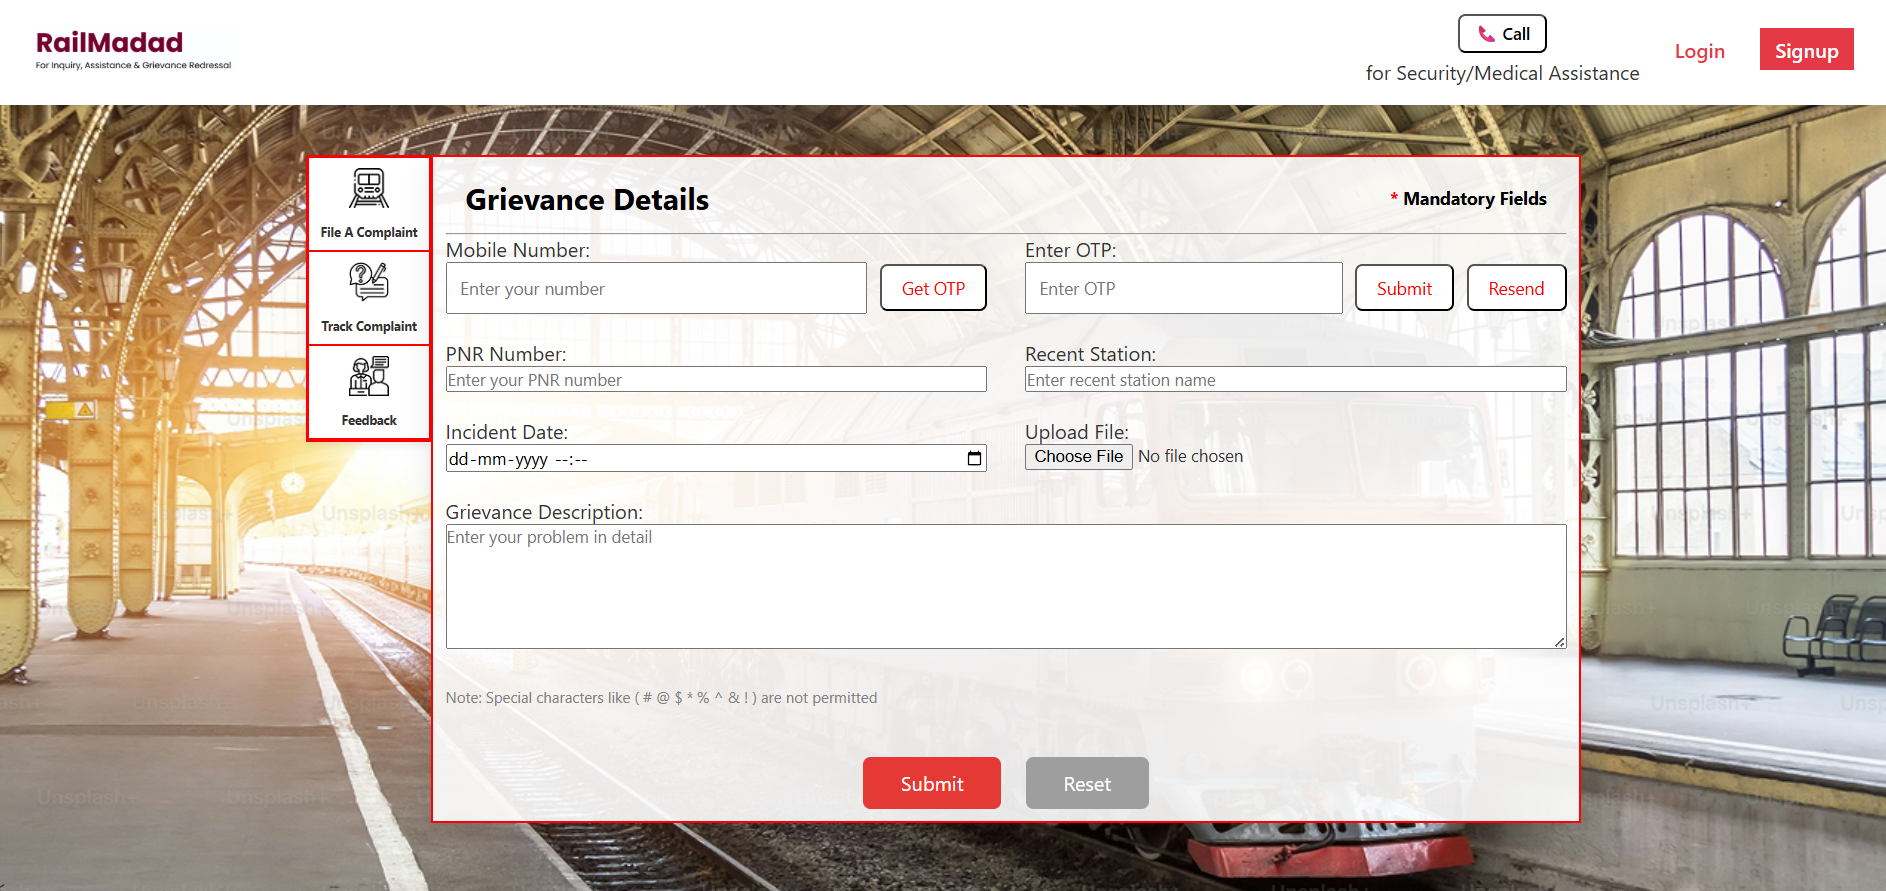 RailMadad
For Inquiry, Assistance & Grievance Redressal
Call
for Security/Medical Assistance
Login
Signup
File A Complaint
Track Complaint
Feedback
Grievance Details
* Mandatory Fields
Mobile Number:
Enter your number
Get OTP
Enter OTP:
Enter OTP
Submit
Resend
PNR Number:
Enter your PNR number
Recent Station:
Enter recent station name
Incident Date:
dd-mm-yyyy --:--
Upload File:
Choose File No file chosen
Grievance Description:
Enter your problem in detail
Note: Special characters like ( # @ $ * % ^ & ! ) are not permitted
Submit
Reset
Unsplash+